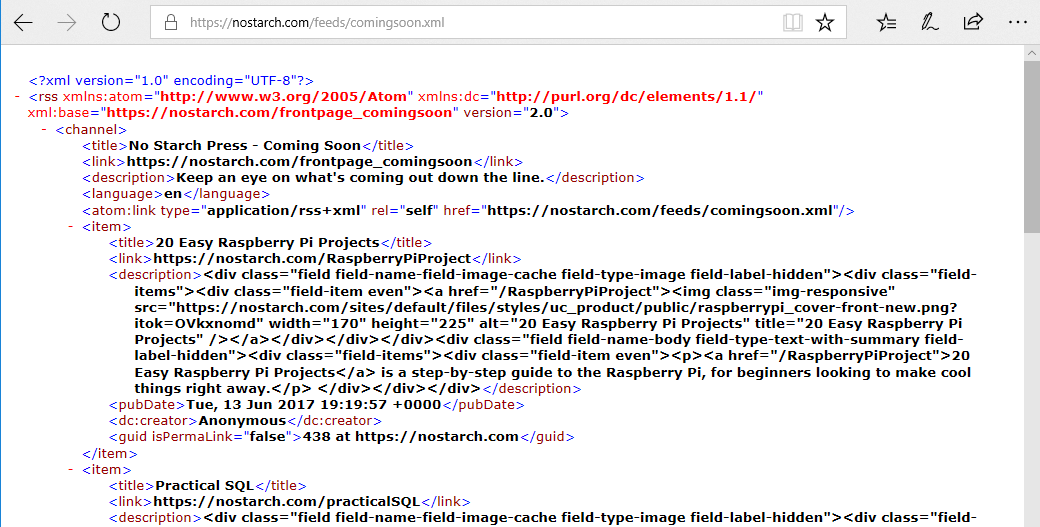 https://nostarch.com/feeds/comingsoon.xml
<?xml version="1.0" encoding="UTF-8"?>
- <rss xmlns:atom="http://www.w3.org/2005/Atom" xmlns:dc="http://purl.org/dc/elements/1.1/"
xml:base="https://nostarch.com/frontpage_comingsoon" version="2.0">
- <channel>
<title>No Starch Press - Coming Soon</title>
<link>https://nostarch.com/frontpage_comingsoon</link>
<description>Keep an eye on what's coming out down the line.</description>
<language>en</language>
<atom:link type="application/rss+xml" rel="self" href="https://nostarch.com/feeds/comingsoon.xml"/>
- <item>
<title>20 Easy Raspberry Pi Projects</title>
<link>https://nostarch.com/RaspberryPiProject</link>
<description><div class="field field-name-field-image-cache field-type-image field-label-hidden"><div class="field-
items"><div class="field-item even"><a href="/RaspberryPiProject"><img class="img-responsive"
src="https://nostarch.com/sites/default/files/styles/uc_product/public/raspberrypi_cover-front-new.png?
itok=OVkxnomd" width="170" height="225" alt="20 Easy Raspberry Pi Projects" title="20 Easy Raspberry Pi
Projects" /></a></div></div></div><div class="field field-name-body field-type-text-with-summary field-
label-hidden"><div class="field-items"><div class="field-item even"><p><a href="/RaspberryPiProject">20
Easy Raspberry Pi Projects</a> is a step-by-step guide to the Raspberry Pi, for beginners looking to make cool
things right away.</p> </div></div></div></description>
<pubDate>Tue, 13 Jun 2017 19:19:57 +0000</pubDate>
<dc:creator>Anonymous</dc:creator>
<guid isPermaLink="false">438 at https://nostarch.com</guid>
</item>
- <item>
<title>Practical SQL</title>
<link>https://nostarch.com/practicalSQL</link>
<description><div class="field field-name-field-image-cache field-type-image field-label-hidden"><div class="field-